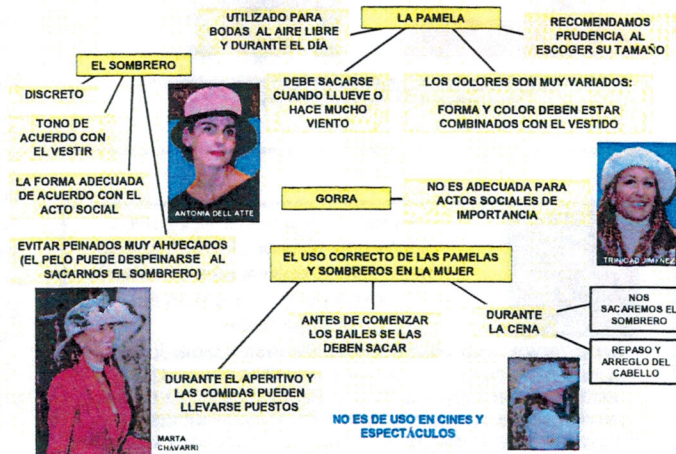 UTILIZADO PARA
BODAS AL AIRE LIBRE
Y DURANTE EL DÍA
LA PAMELA
RECOMENDAMOS
PRUDENCIA AL
ESCOGER SU TAMAÑO
DEBE SACARSE
CUANDO LLUEVE O
HACE MUCHO
VIENTO
LOS COLORES SON MUY VARIADOS:
FORMA Y COLOR DEBEN ESTAR
COMBINADOS CON EL VESTIDO
EL SOMBRERO
DISCRETO
TONO DE
ACUERDO CON
EL VESTIR
LA FORMA ADECUADA
DE ACUERDO CON EL
ACTO SOCIAL
EVITAR PEINADOS MUY AHUECADOS
(EL PELO PUEDE DESPEINARSE AL
SACARNOS EL SOMBRERO)
ANTONIA DELL'ATTE
GORRA
NO ES ADECUADA PARA
ACTOS SOCIALES DE
IMPORTANCIA
TRINIDAD JIMÉNEZ
EL USO CORRECTO DE LAS PAMELAS
Y SOMBREROS EN LA MUJER
DURANTE EL APERITIVO Y
LAS COMIDAS PUEDEN
LLEVARSE PUESTOS
ANTES DE COMENZAR
LOS BAILES SE LAS
DEBEN SACAR
DURANTE
LA CENA
NOS
SACAREMOS EL
SOMBRERO
REPASO Y
ARREGLO DEL
CABELLO
MARTA
CHAVARRI
NO ES DE USO EN CINES Y
ESPECTÁCULOS